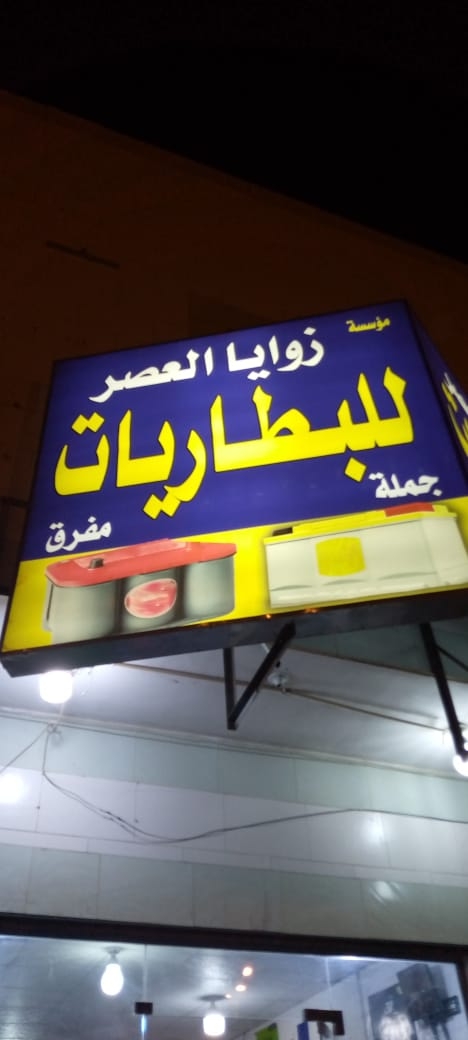 مؤسسة
زوايا العصر
للبطاريات
جملة
مفرق